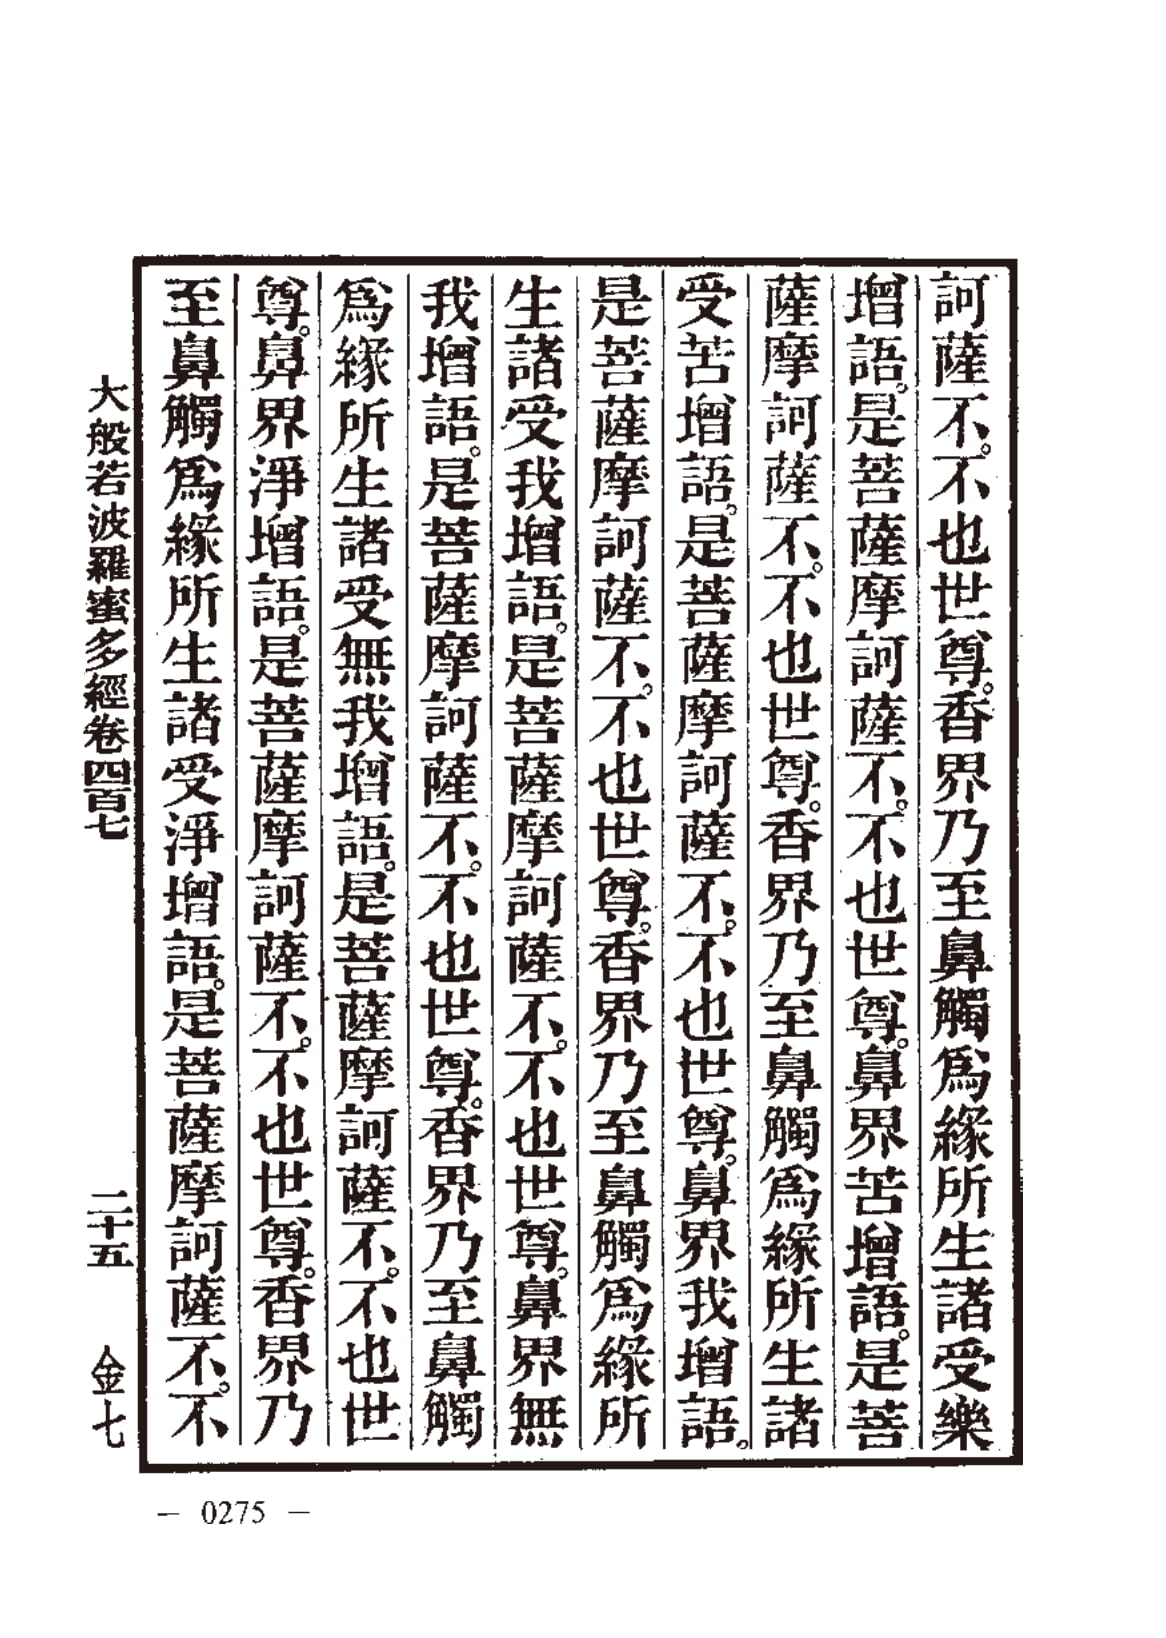 訶薩不。不也世尊。香界乃至鼻觸爲緣所生諸受樂
增語。是菩薩摩訶薩不。不也世尊。鼻界苦增語。是菩
薩摩訶薩不。不也世尊。香界乃至鼻觸爲緣所生諸
受苦增語。是菩薩摩訶薩不。不也世尊。鼻界我增語。
是菩薩摩訶薩不。不也世尊。香界乃至鼻觸爲緣所
生諸受我增語。是菩薩摩訶薩不。不也世尊。鼻界無
我增語。是菩薩摩訶薩不。不也世尊。香界乃至鼻觸
爲緣所生諸受無我增語。是菩薩摩訶薩不。不也世
尊。鼻界淨增語。是菩薩摩訶薩不。不也世尊。香界乃
至鼻觸爲緣所生諸受淨增語。是菩薩摩訶薩不。不
大般若波羅蜜多經卷四百七 二十五 金七
— 0275 —